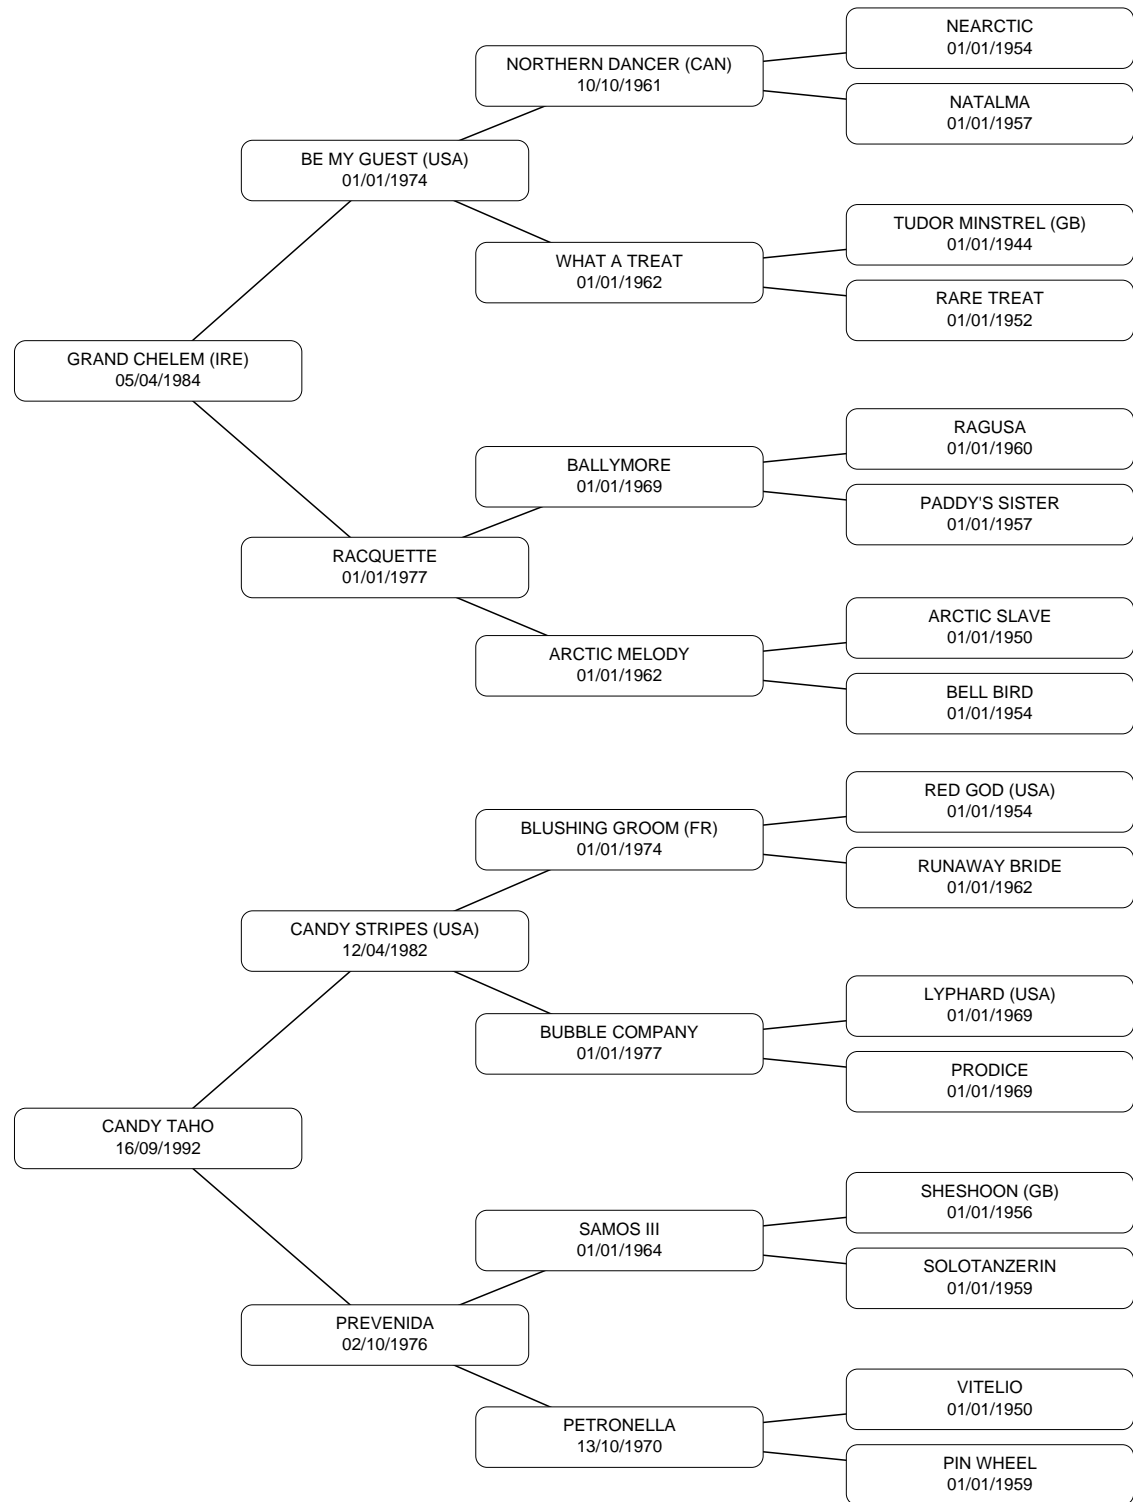 NEARCTIC
01/01/1954
NORTHERN DANCER (CAN)
10/10/1961
NATALMA
01/01/1957
BE MY GUEST (USA)
01/01/1974
TUDOR MINSTREL (GB)
01/01/1944
WHAT A TREAT
01/01/1962
RARE TREAT
01/01/1952
GRAND CHELEM (IRE)
05/04/1984
RAGUSA
01/01/1960
BALLYMORE
01/01/1969
PADDY'S SISTER
01/01/1957
RACQUETTE
01/01/1977
ARCTIC SLAVE
01/01/1950
ARCTIC MELODY
01/01/1962
BELL BIRD
01/01/1954
RED GOD (USA)
01/01/1954
BLUSHING GROOM (FR)
01/01/1974
RUNAWAY BRIDE
01/01/1962
CANDY STRIPES (USA)
12/04/1982
LYPHARD (USA)
01/01/1969
BUBBLE COMPANY
01/01/1977
PRODICE
01/01/1969
CANDY TAHO
16/09/1992
SHESHOON (GB)
01/01/1956
SAMOS III
01/01/1964
SOLOTANZERIN
01/01/1959
PREVENIDA
02/10/1976
VITELIO
01/01/1950
PETRONELLA
13/10/1970
PIN WHEEL
01/01/1959